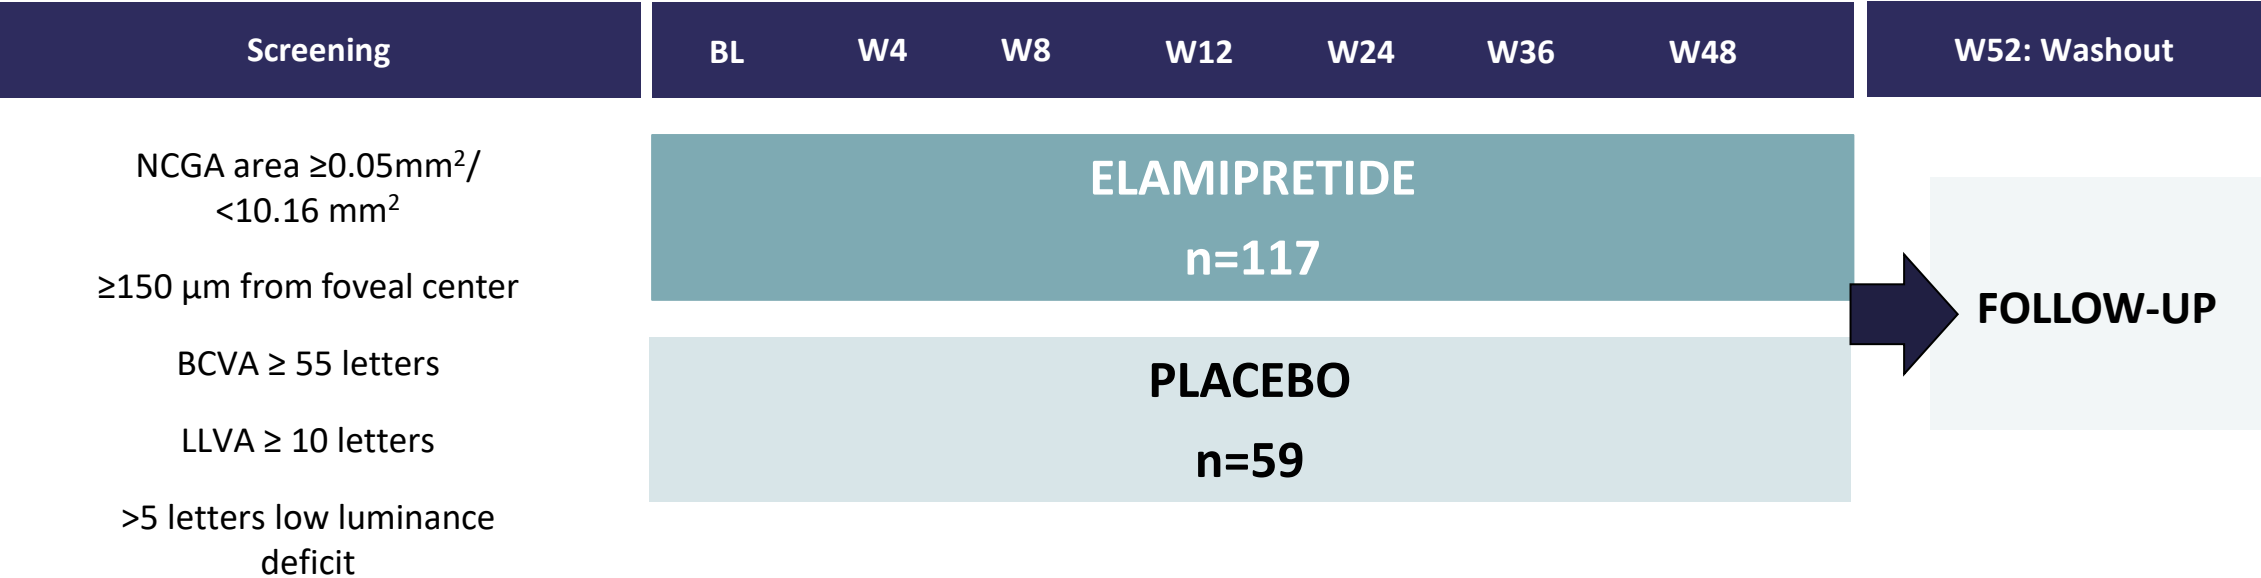 Screening
BL W4 W8 W12 W24 W36 W48
W52: Washout
NCGA area ≥0.05mm²/
<10.16 mm²
≥150 µm from foveal center
BCVA ≥ 55 letters
LLVA ≥ 10 letters
>5 letters low luminance
deficit
ELAMIPRETIDE
n=117
PLACEBO
n=59
FOLLOW-UP